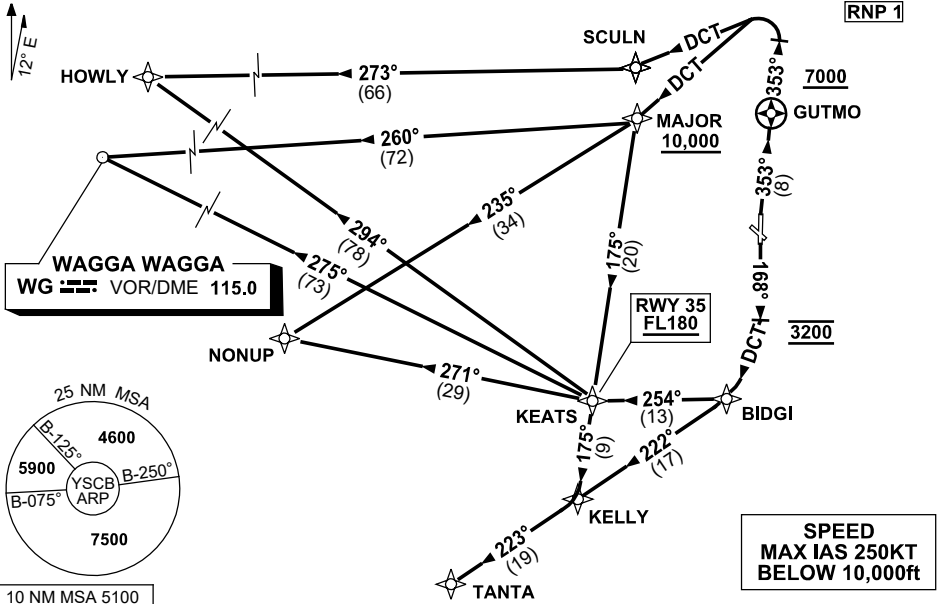 RNP 1
12° E
SCULN
DCT
HOWLY
273°
(66)
DCT
353°
7000
GUTMO
MAJOR
10,000
260°
(72)
353°
(8)
235°
(34)
294°
(78)
175°
(20)
WAGGA WAGGA
WG VOR/DME 115.0
275°
(73)
168°
RWY 35
FL180
3200
DCT
NONUP
271°
(29)
KEATS
254°
(13)
BIDGI
25 NM MSA
B-125°
4600
5900
YSCB
ARP
B-250°
B-075°
7500
10 NM MSA 5100
175°
(9)
222°
(17)
KELLY
223°
(19)
TANTA
SPEED
MAX IAS 250KT
BELOW 10,000ft